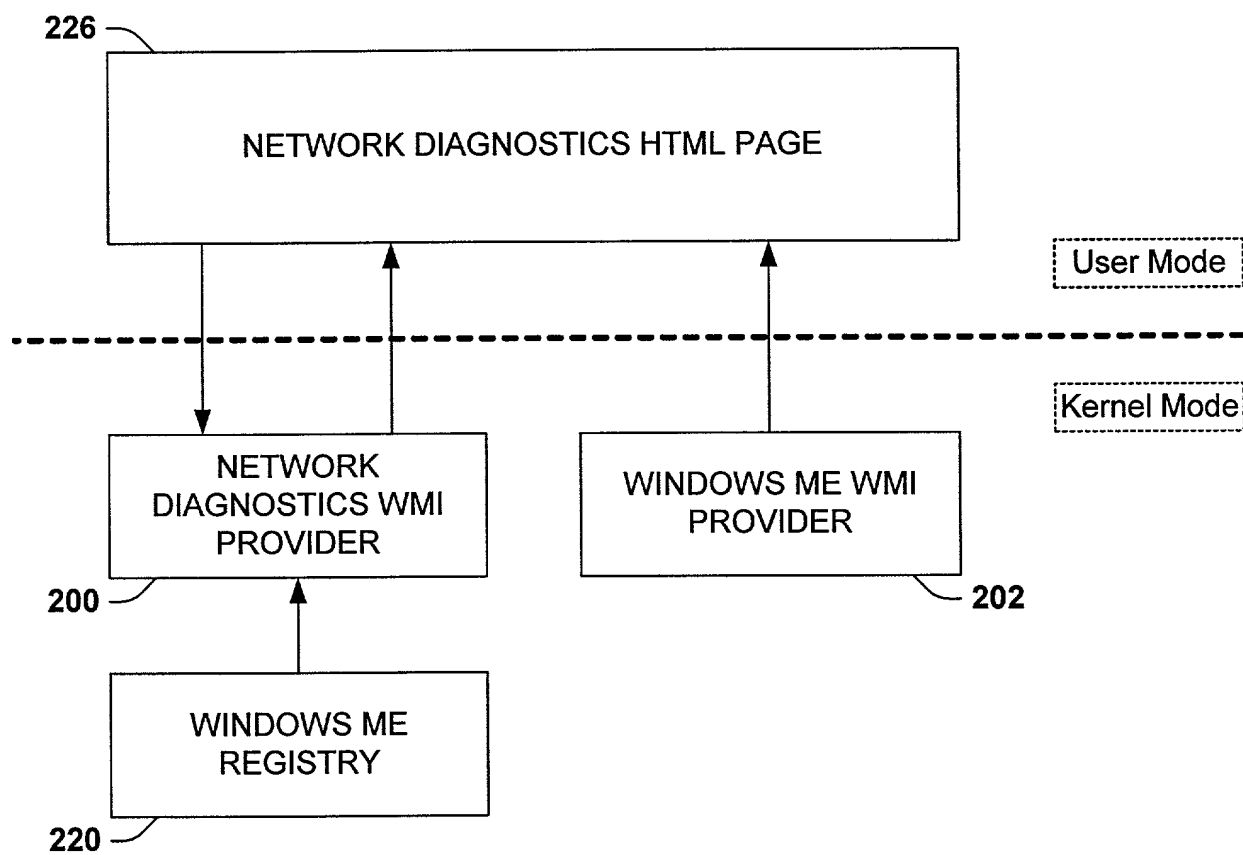 226
NETWORK DIAGNOSTICS HTML PAGE
User Mode
Kernel Mode
NETWORK
DIAGNOSTICS WMI
PROVIDER
WINDOWS ME WMI
PROVIDER
200
202
WINDOWS ME
REGISTRY
220